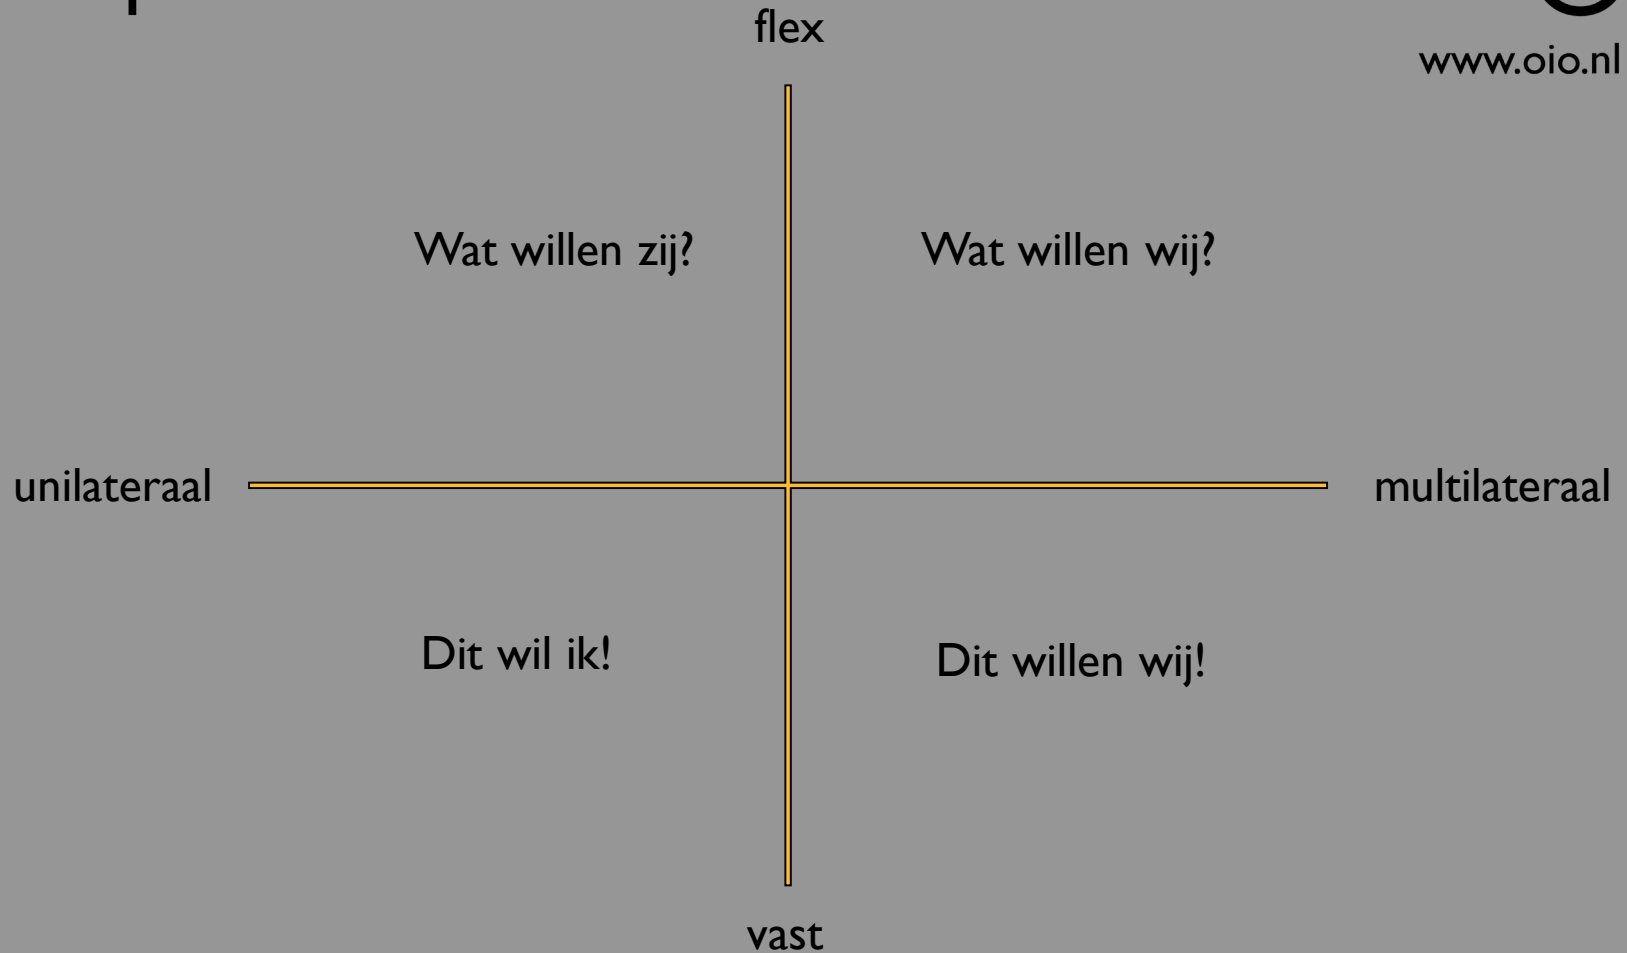 flex
www.oio.nl
Wat willen zij?
Wat willen wij?
unilateraal
multilateraal
Dit wil ik!
Dit willen wij!
vast